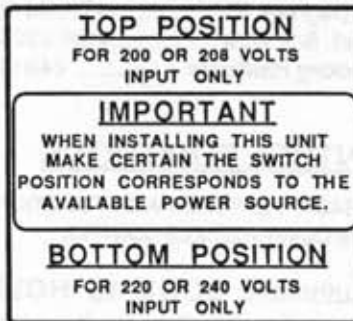 TOP POSITION
FOR 200 OR 208 VOLTS
INPUT ONLY
IMPORTANT
WHEN INSTALLING THIS UNIT
MAKE CERTAIN THE SWITCH
POSITION CORRESPONDS TO THE
AVAILABLE POWER SOURCE.
BOTTOM POSITION
FOR 220 OR 240 VOLTS
INPUT ONLY